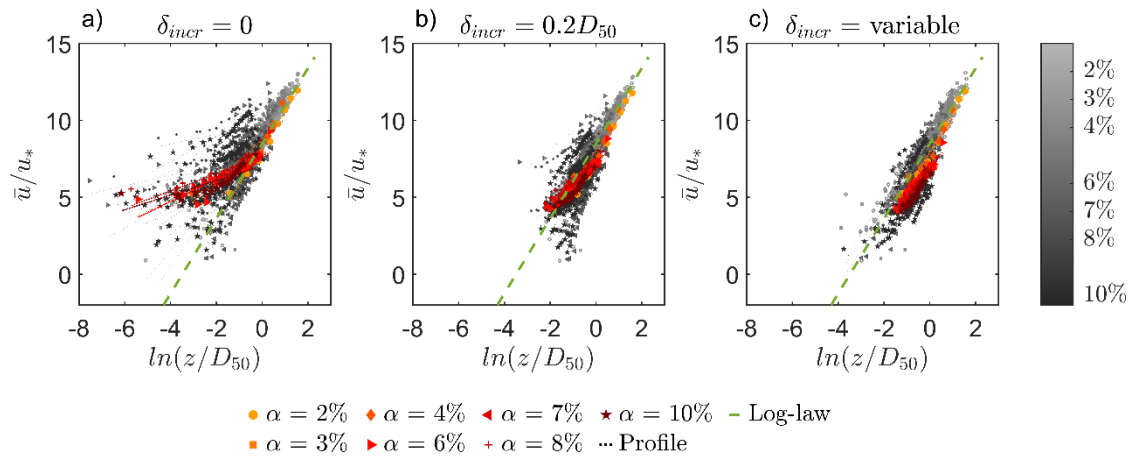 a) δ_incr = 0
b) δ_incr = 0.2D_50
c) δ_incr = variable
15 10 5 0
ū/u_*
-8 -6 -4 -2 0 2
ln(z/D_50)
15 10 5 0
ū/u_*
-8 -6 -4 -2 0 2
ln(z/D_50)
15 10 5 0
ū/u_*
-8 -6 -4 -2 0 2
ln(z/D_50)
2%
3%
4%
6%
7%
8%
10%
α = 2% α = 4% α = 7% α = 10% Log-law
α = 3% α = 6% α = 8% Profile